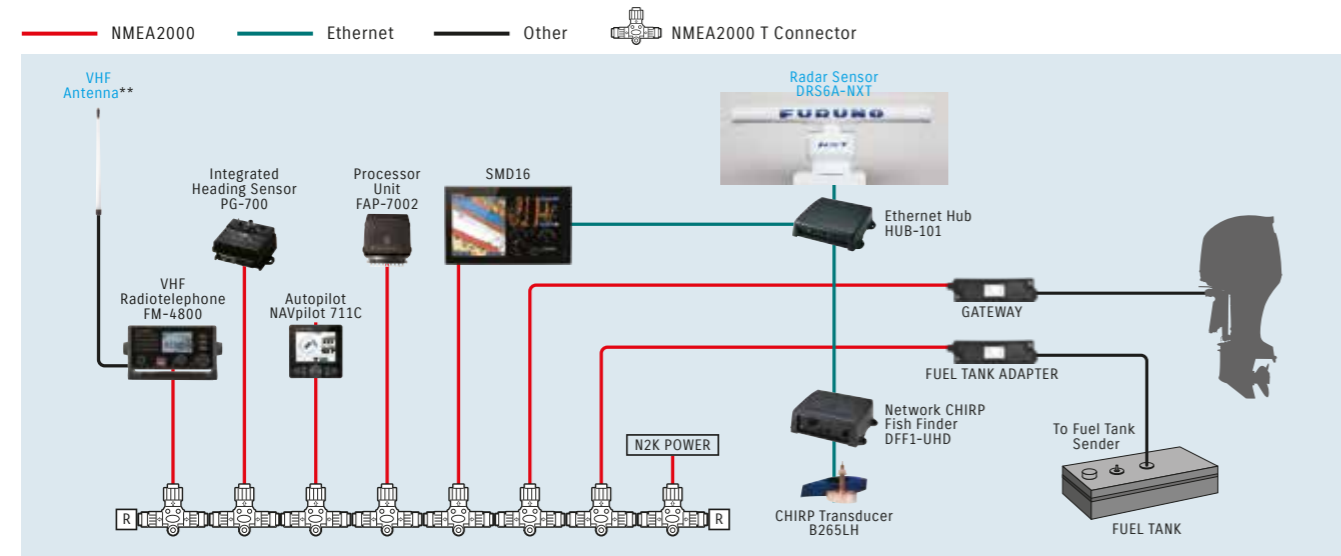 NMEA2000
Ethernet
Other
NMEA2000 T Connector
VHF
Antenna**
Radar Sensor
DRS6A-NXT
FURUNO
NXT
Integrated
Heading Sensor
PG-700
Processor
Unit
FAP-7002
SMD16
Ethernet Hub
HUB-101
VHF
Radiotelephone
FM-4800
Autopilot
NAVpilot 711C
GATEWAY
FUEL TANK ADAPTER
Network CHIRP
Fish Finder
DFF1-UHD
To Fuel Tank
Sender
N2K POWER
R
R
CHIRP Transducer
B265LH
FUEL TANK